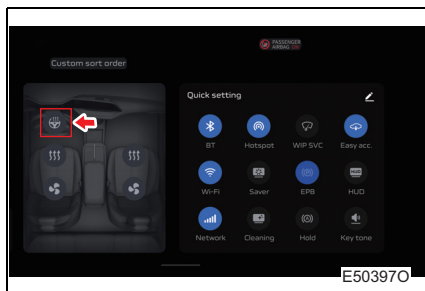 PASSENGER
AIRBAG ON
Custom sort order
Quick setting
BT
Hotspot
WIP SVC
Easy acc.
Wi-Fi
Saver
EPB
HUD
Network
Cleaning
Hold
Key tone
E50397O